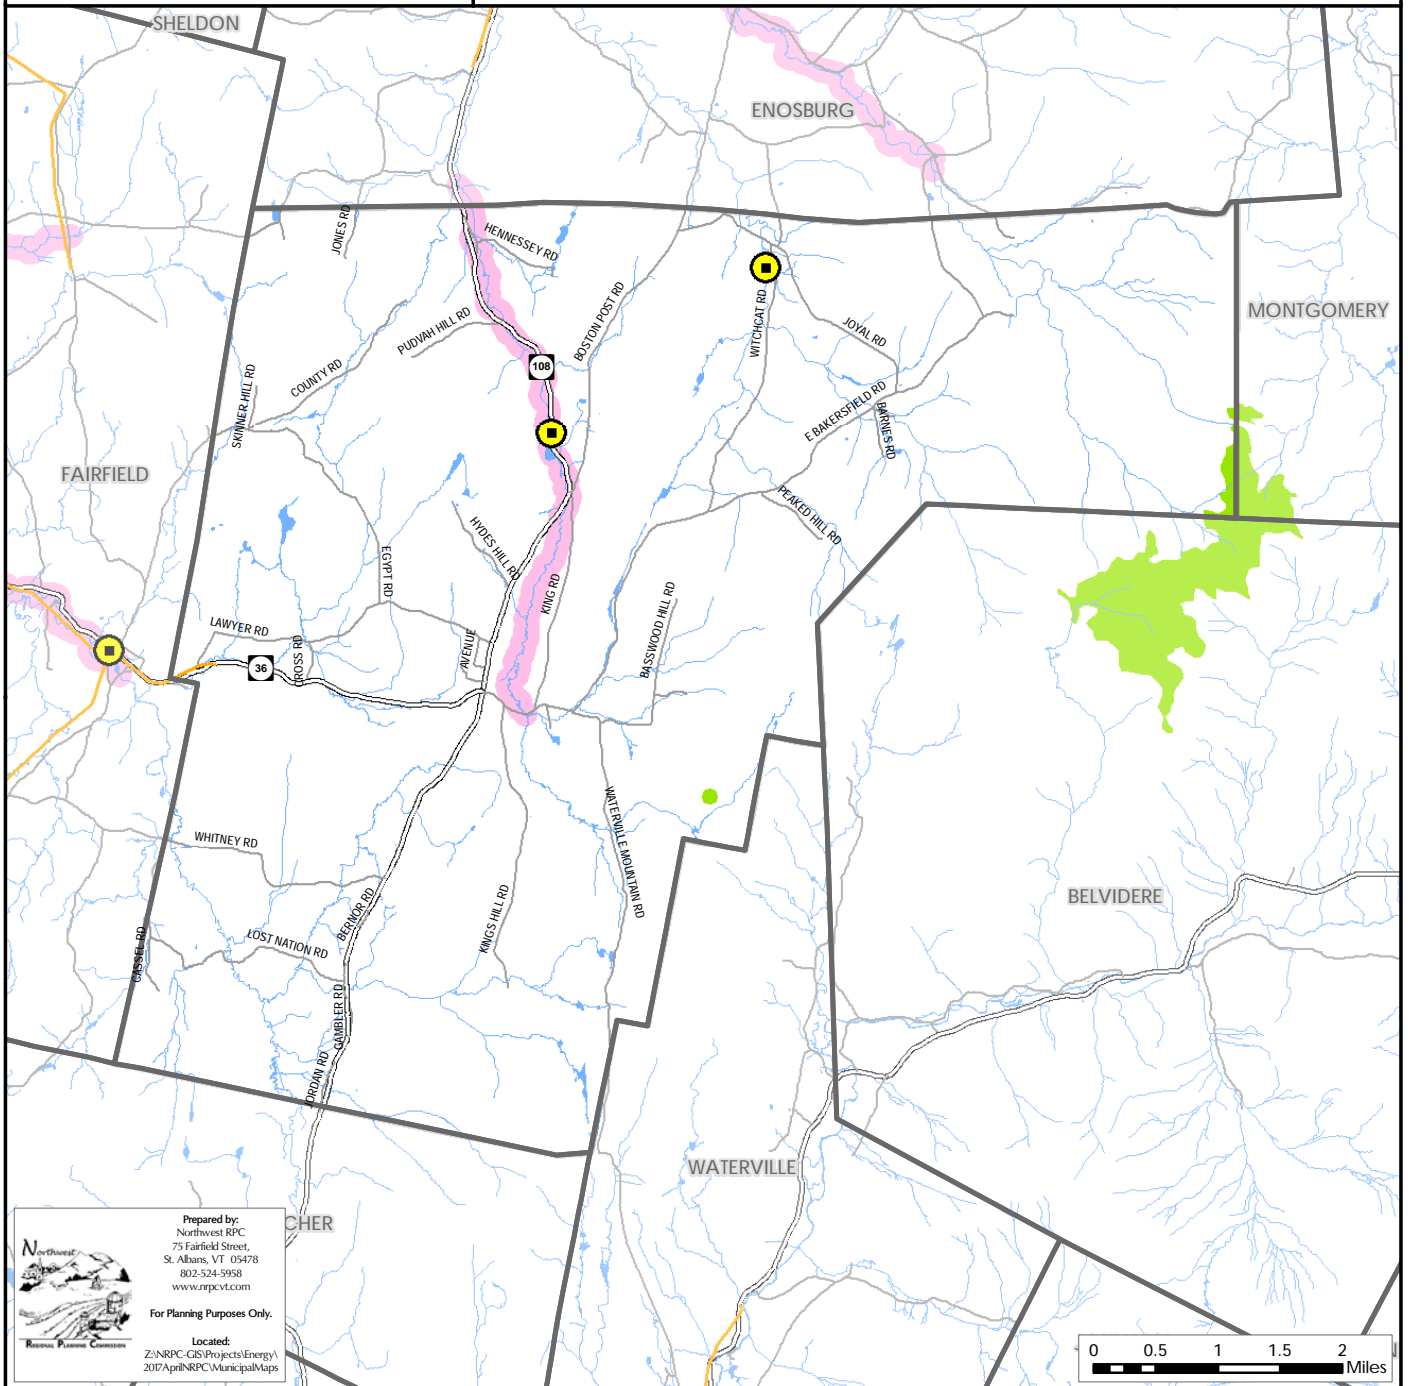 SHELDON
ENOSBURG
JONES RD
HENNESSEY RD
MONTGOMERY
BOSTON POST RD
WITCHCAT RD
PUDVAH HILL RD
JOYAL RD
108
COUNTY RD
SKINNER HILL RD
E BAKERSFIELD RD
BARNES RD
FAIRFIELD
PEAKED HILL RD
HYDES HILL RD
EGYPT RD
KING RD
BASSWOOD HILL RD
LAWYER RD
CROSS RD
AVENUE
36
WATERVILLE MOUNTAIN RD
WHITNEY RD
BERNOR RD
KINGS HILL RD
BELVIDERE
LOST NATION RD
CASSEL RD
GAMBLER RD
JORDAN RD
WATERVILLE
CHER
Northwest
REGIONAL PLANNING COMMISSION
Prepared by:
Northwest RPC
75 Fairfield Street,
St. Albans, VT 05478
802-524-5958
www.nrpcvt.com
For Planning Purposes Only.
Located:
Z:\NRPC-GIS\Projects\Energy\
2017AprilNRPC\MunicipalMaps
0 0.5 1 1.5 2
Miles